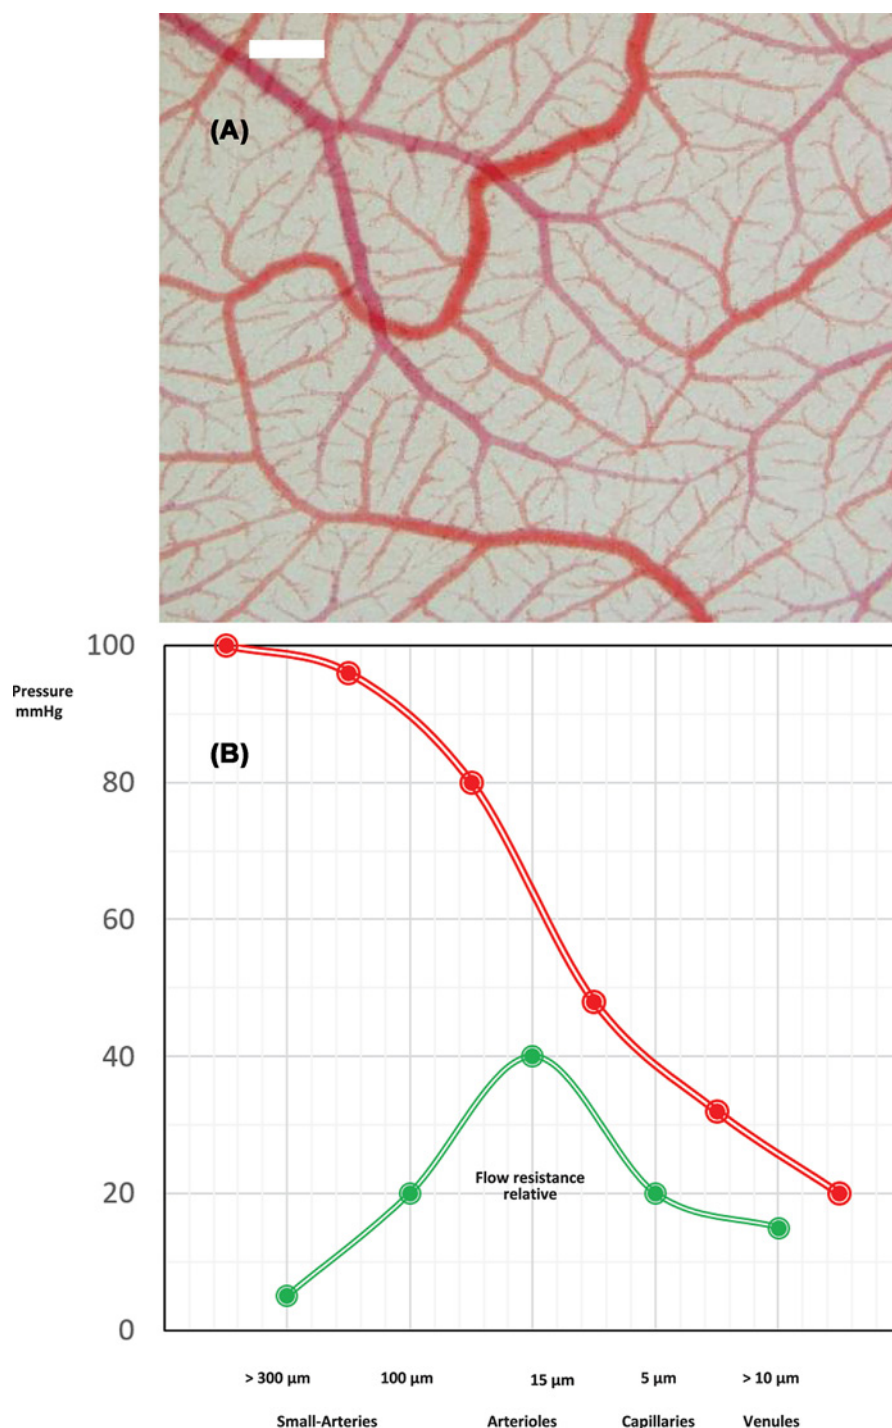 (A)
100
Pressure
mmHg
(B)
80
60
40
Flow resistance
relative
20
0
> 300 µm 100 µm 15 µm 5 µm > 10 µm
Small-Arteries Arterioles Capillaries Venules